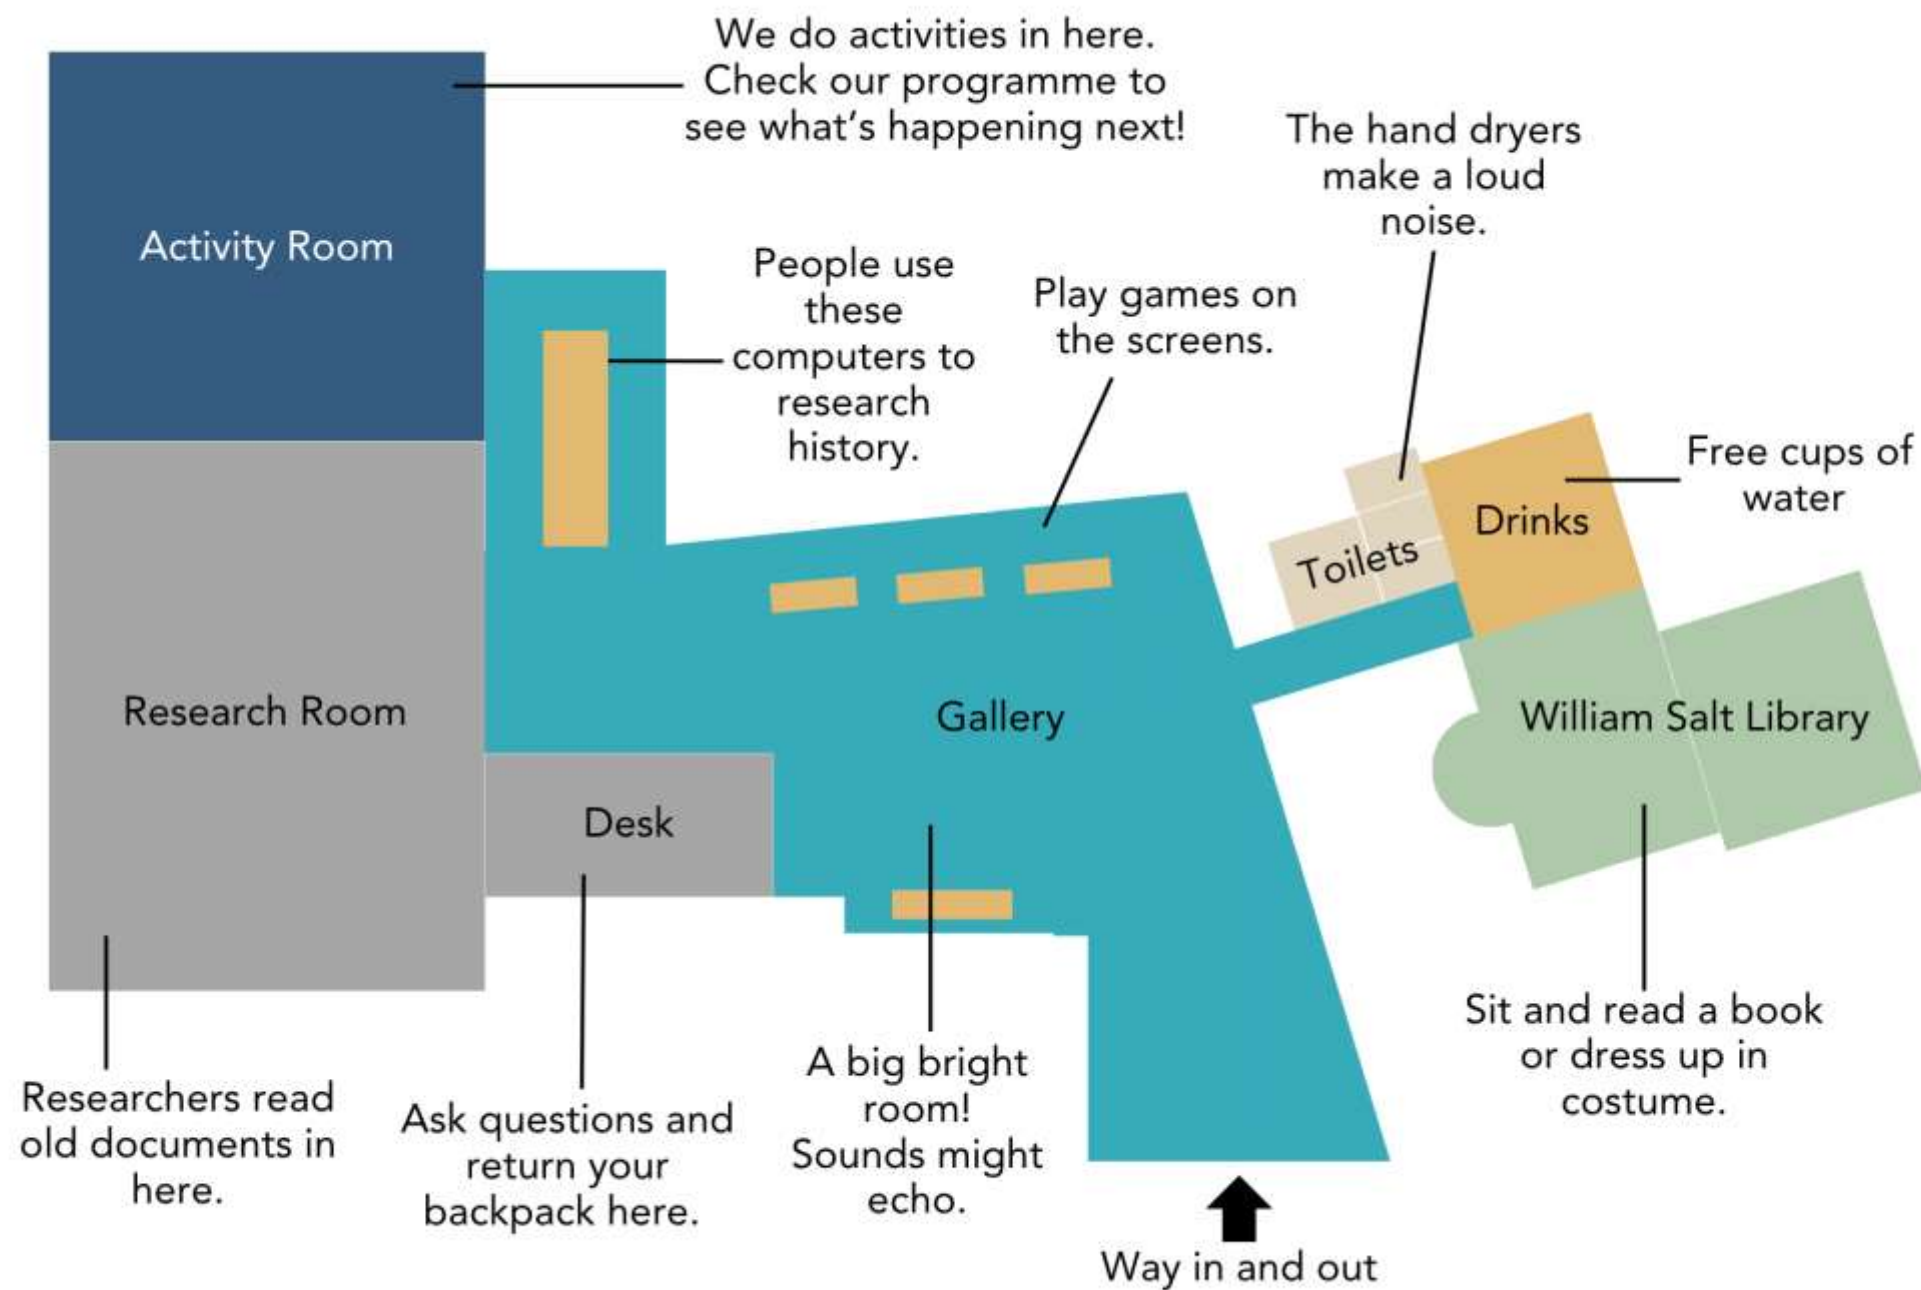 We do activities in here.
Check our programme to
see what's happening next!
The hand dryers
make a loud
noise.
Activity Room
People use
these
computers to
research
history.
Play games on
the screens.
Free cups of
water
Drinks
Toilets
Research Room
Gallery
William Salt Library
Desk
Sit and read a book
or dress up in
costume.
A big bright
room!
Sounds might
echo.
Researchers read
old documents in
here.
Ask questions and
return your
backpack here.
Way in and out